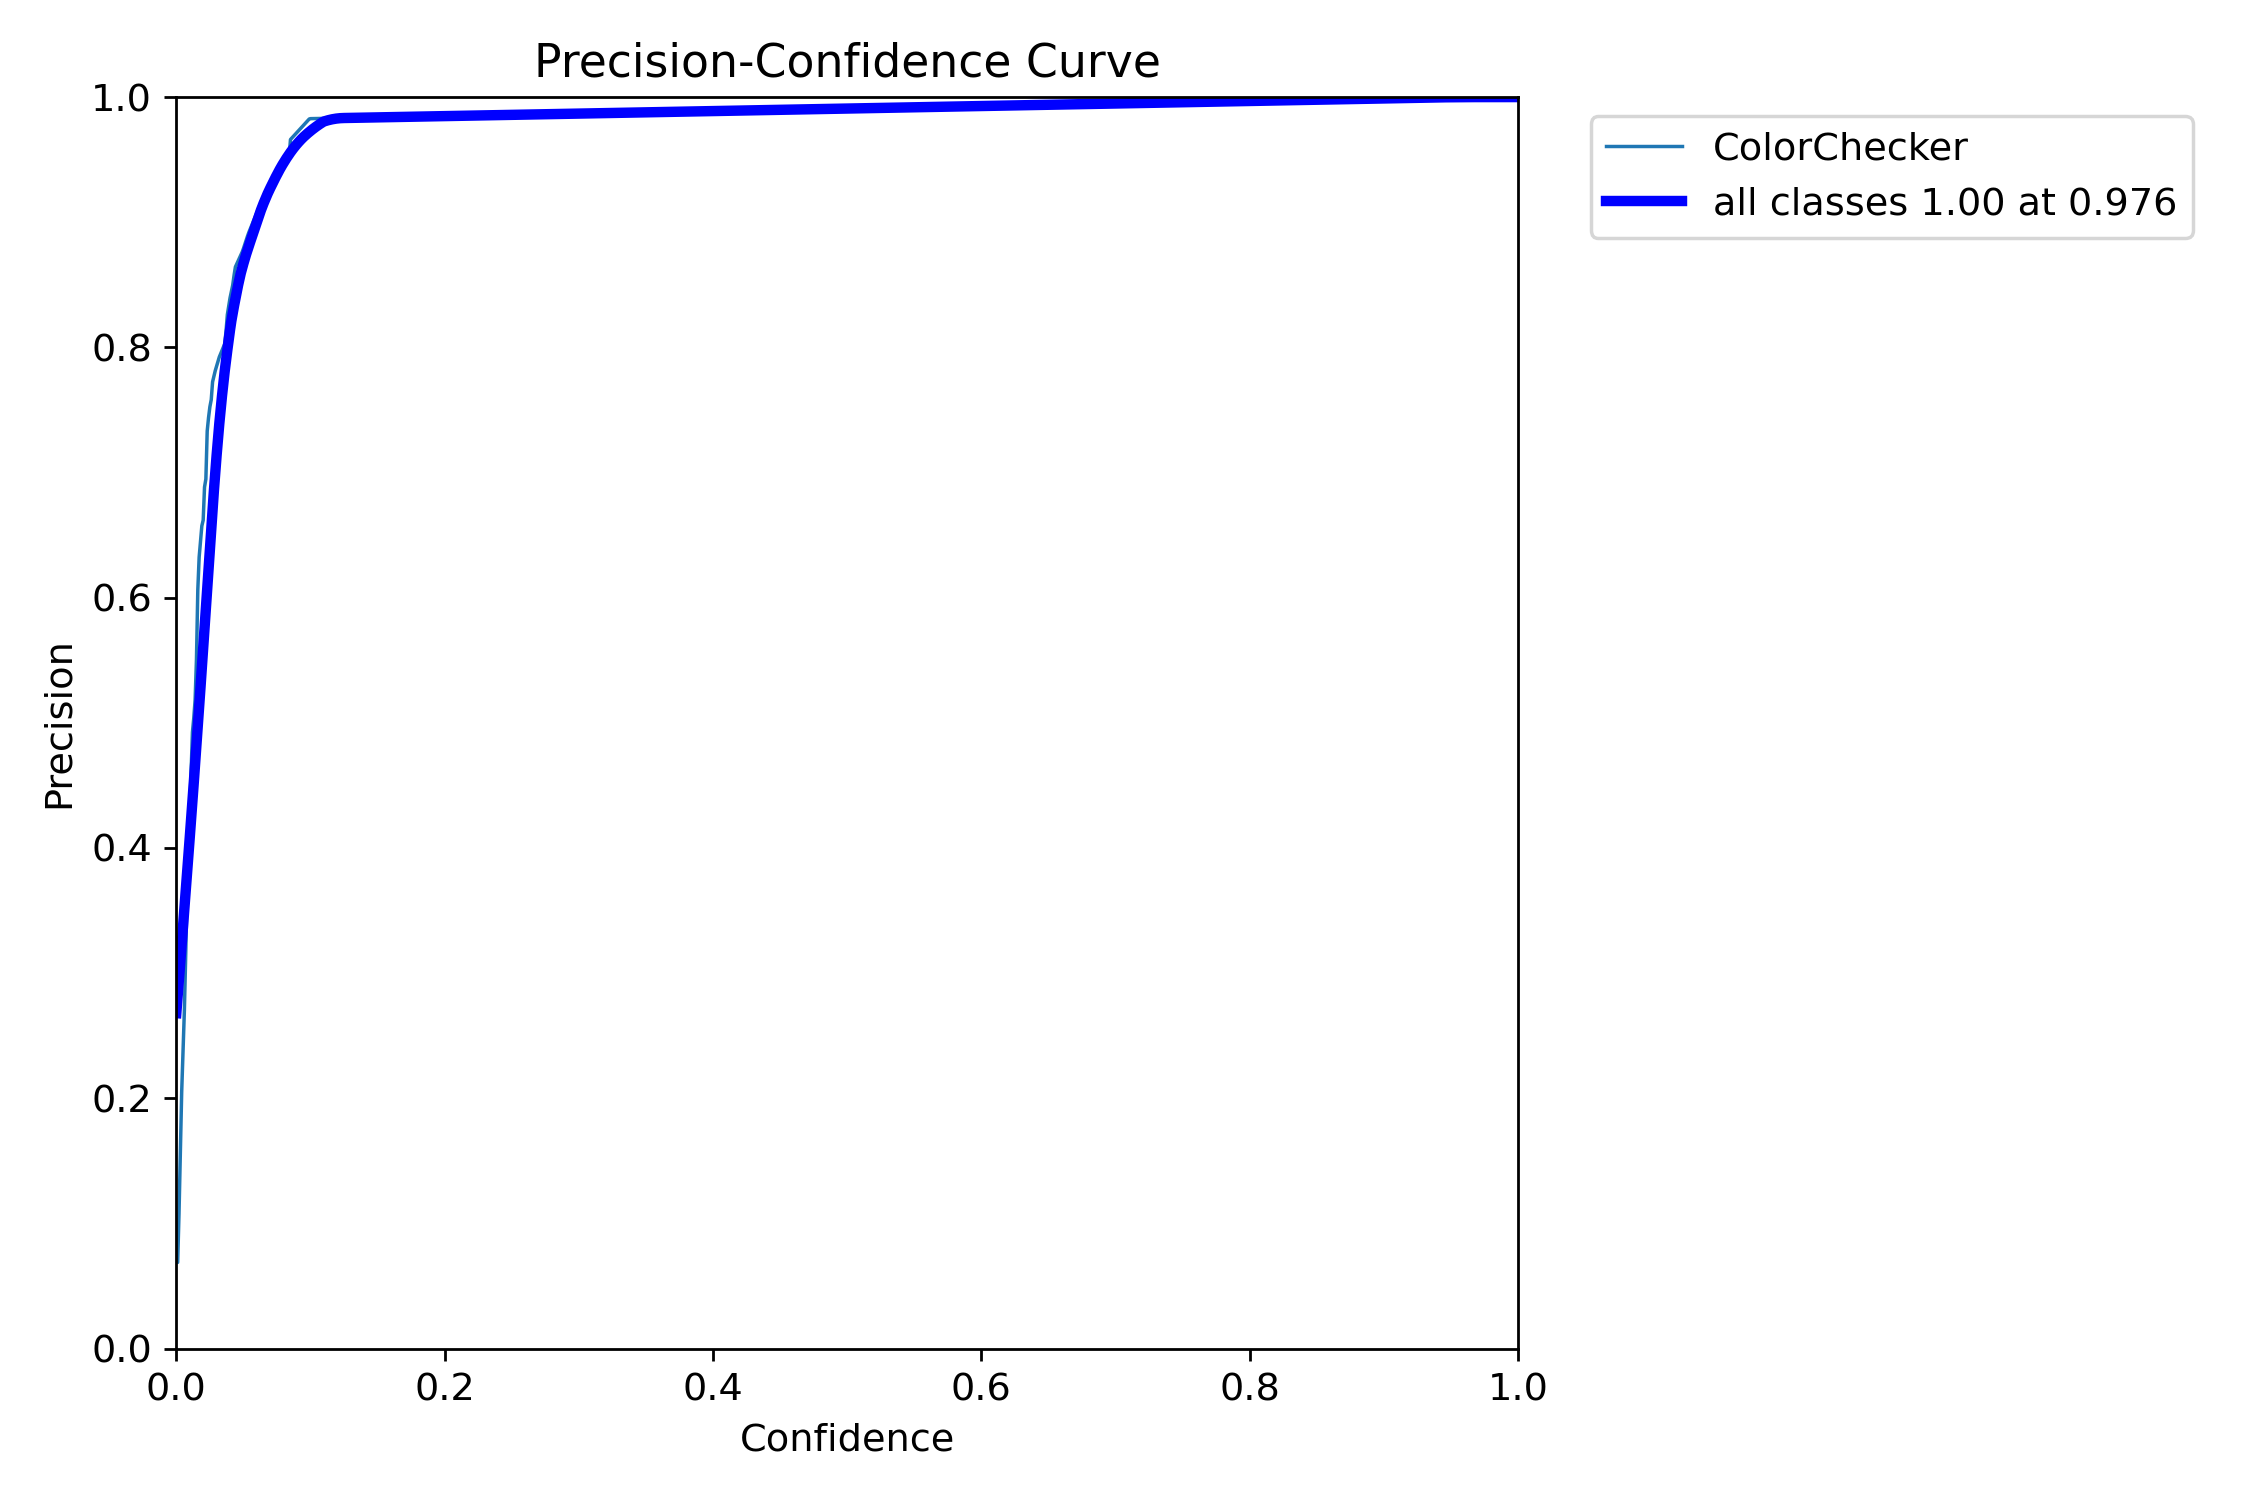 Precision-Confidence Curve
1.0
0.8
0.6
0.4
0.2
0.0
Precision
0.0 0.2 0.4 0.6 0.8 1.0
Confidence
ColorChecker
all classes 1.00 at 0.976